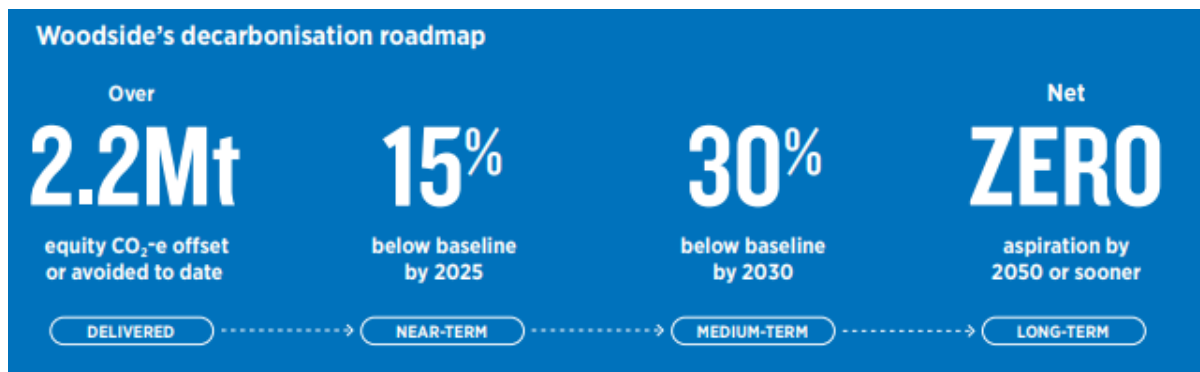 Woodside's decarbonisation roadmap
Over
2.2Mt
equity CO₂-e offset
or avoided to date
DELIVERED
15%
below baseline
by 2025
NEAR-TERM
30%
below baseline
by 2030
MEDIUM-TERM
Net
ZERO
aspiration by
2050 or sooner
LONG-TERM